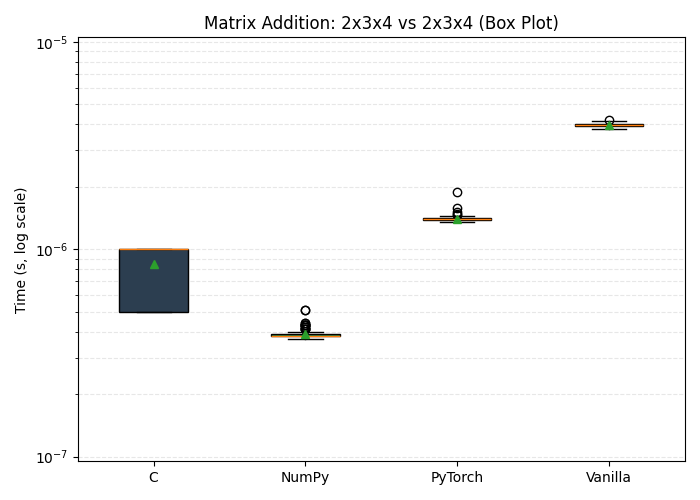 Matrix Addition: 2x3x4 vs 2x3x4 (Box Plot)
Time (s, log scale)
10⁻⁵
10⁻⁶
10⁻⁷
C NumPy PyTorch Vanilla